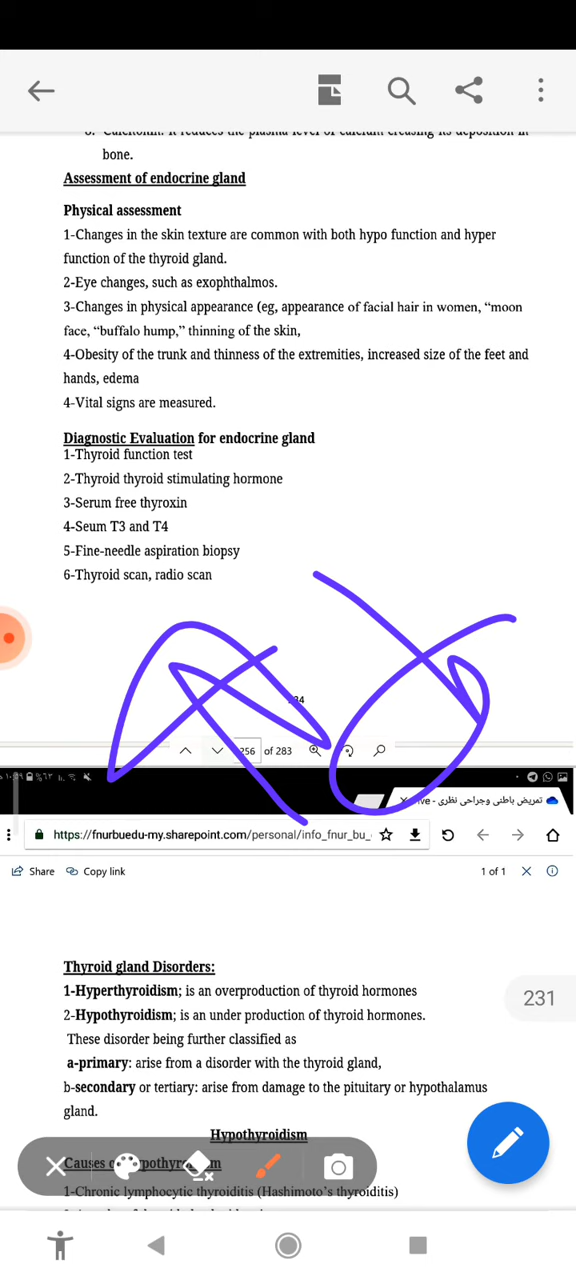 bone.
Assessment of endocrine gland
Physical assessment
1-Changes in the skin texture are common with both hypo function and hyper
function of the thyroid gland.
2-Eye changes, such as exophthalmos.
3-Changes in physical appearance (eg, appearance of facial hair in women, “moon
face, “buffalo hump,” thinning of the skin,
4-Obesity of the trunk and thinness of the extremities, increased size of the feet and
hands, edema
4-Vital signs are measured.
Diagnostic Evaluation for endocrine gland
1-Thyroid function test
2-Thyroid thyroid stimulating hormone
3-Serum free thyroxin
4-Seum T3 and T4
5-Fine-needle aspiration biopsy
6-Thyroid scan, radio scan
256 of 283
تمريض باطنى وجراحى نظرى -
https://fnurbuedu-my.sharepoint.com/personal/info_fnur_bu_
Share Copy link 1 of 1
Thyroid gland Disorders:
231
1-Hyperthyroidism; is an overproduction of thyroid hormones
2-Hypothyroidism; is an under production of thyroid hormones.
These disorder being further classified as
a-primary: arise from a disorder with the thyroid gland,
b-secondary or tertiary: arise from damage to the pituitary or hypothalamus
gland.
Hypothyroidism
Causes
1-Chronic lymphocytic thyroiditis (Hashimoto’s thyroiditis)